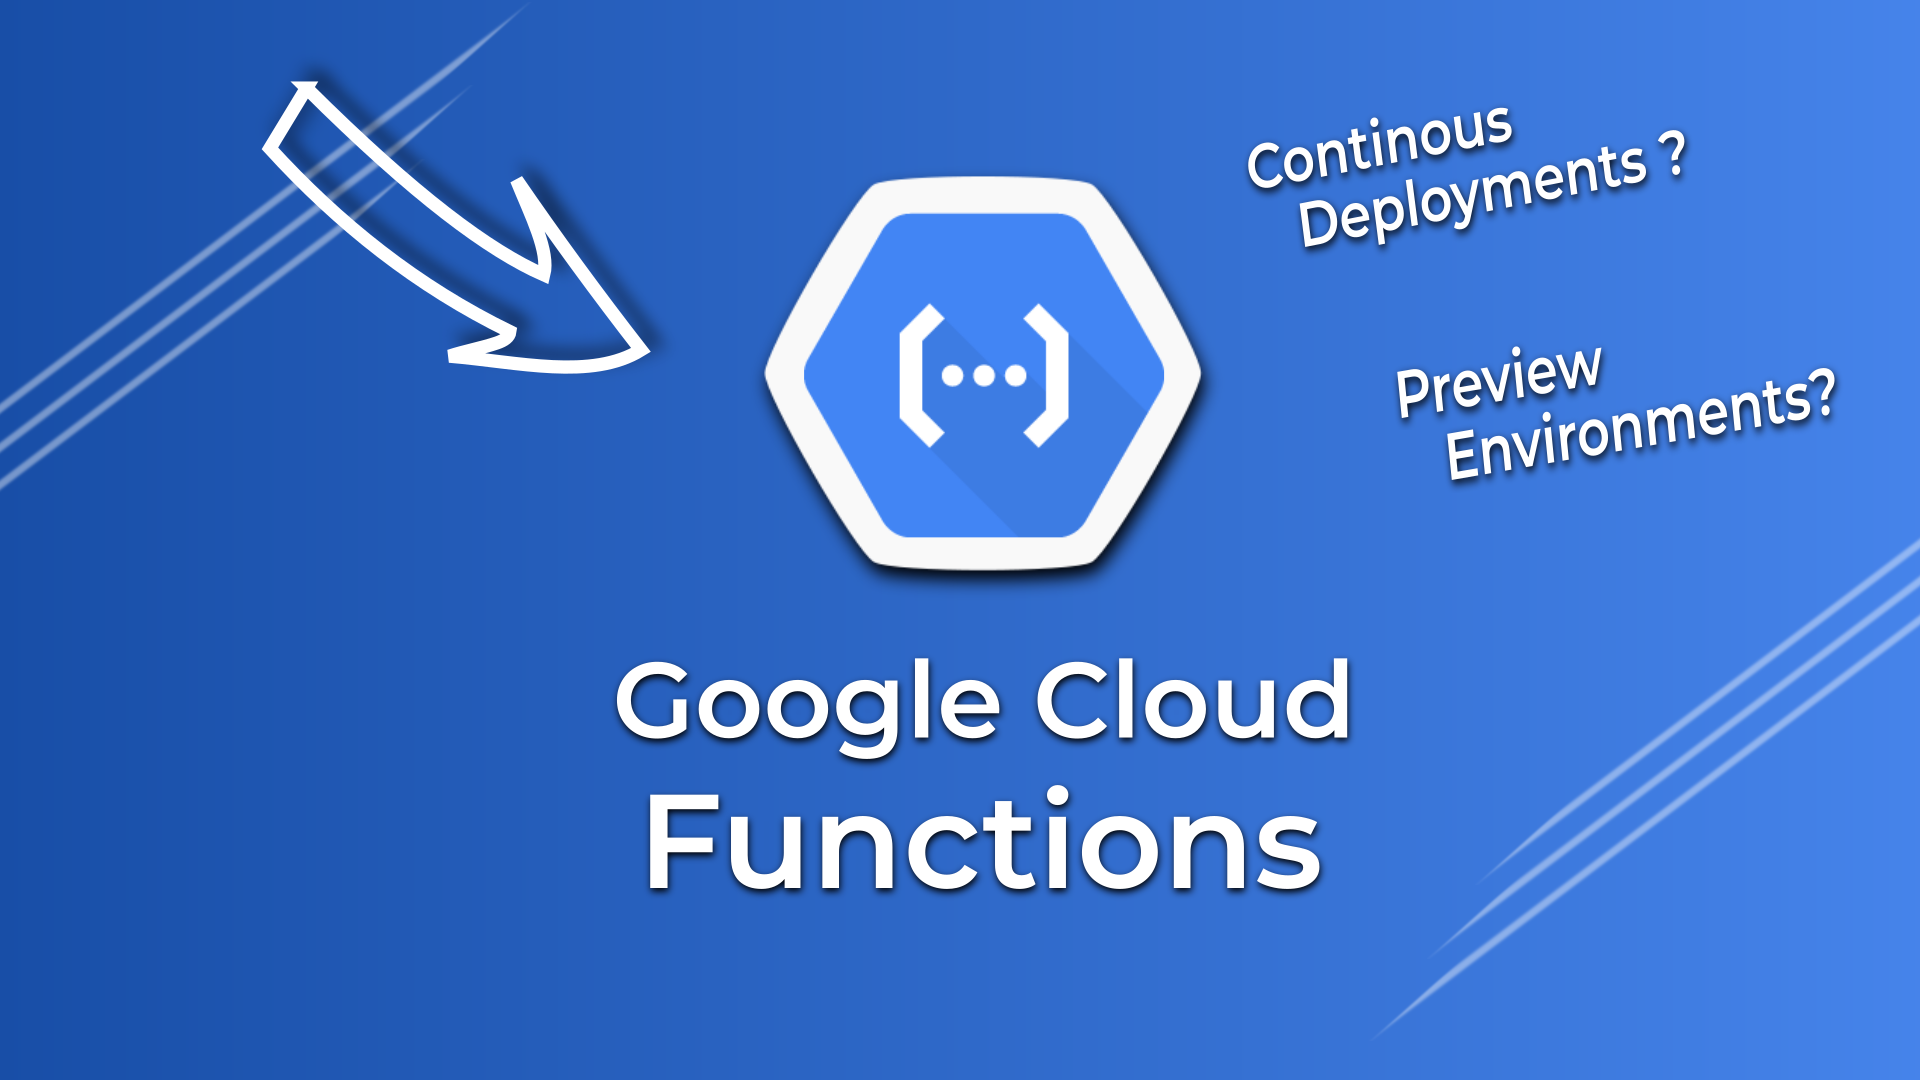 Continous
Deployments ?
Preview
Environments?
Google Cloud
Functions